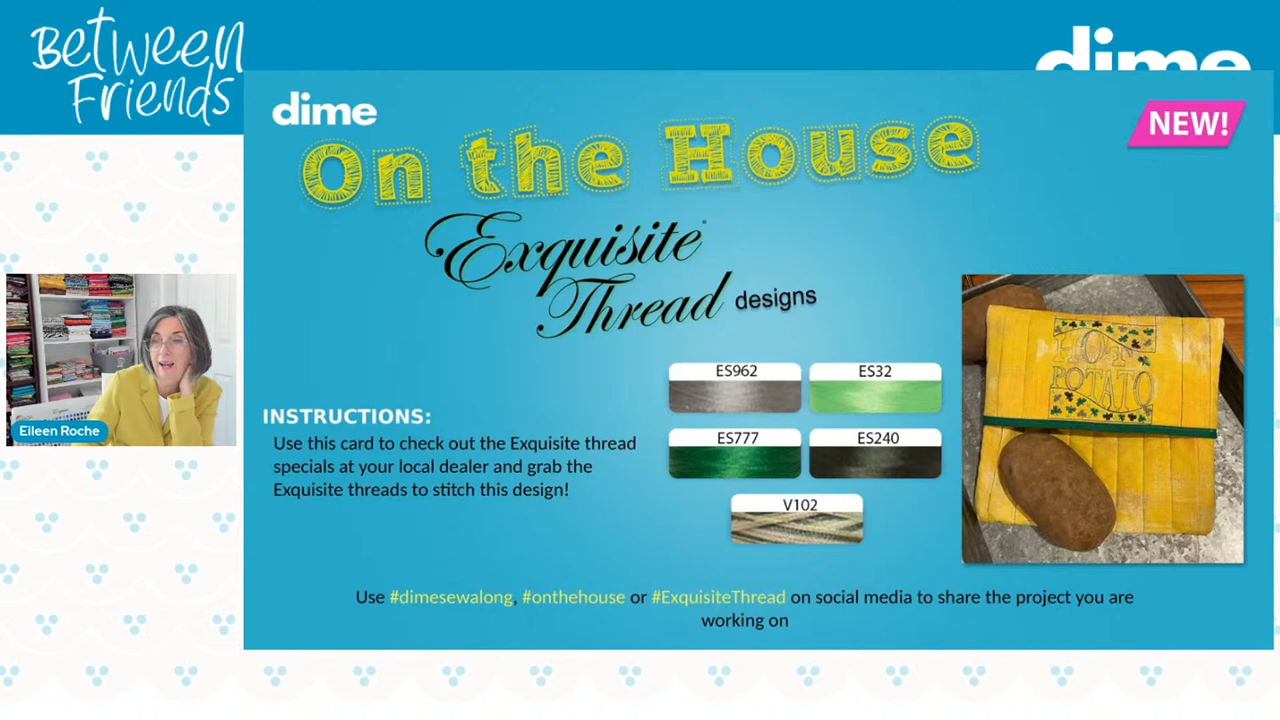 Between
Friends
dime
dime
On the House
NEW!
Exquisite
Thread designs
ES962
ES32
INSTRUCTIONS:
Use this card to check out the Exquisite thread
specials at your local dealer and grab the
Exquisite threads to stitch this design!
ES777
ES240
V102
HOT
POTATO
Eileen Roche
Use #dimesewalong, #onthehouse or #ExquisiteThread on social media to share the project you are
working on